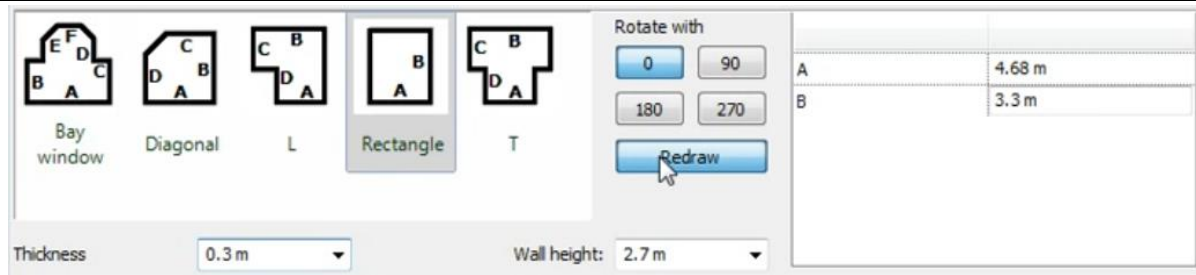 E F D
B C
A
Bay
window
C
D B
A
Diagonal
C B
D
A
L
B
A
Rectangle
C B
D
A
T
Rotate with
0 90
180 270
Redraw
A 4.68 m
B 3.3 m
Thickness 0.3 m
Wall height: 2.7 m